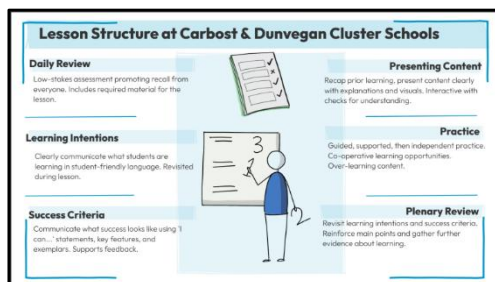 Lesson Structure at Carbost & Dunvegan Cluster Schools
Daily Review
Low-stakes assessment promoting recall from
everyone. Includes required material for the
lesson.
Learning Intentions
Clearly communicate what students are
learning in student-friendly language. Revisited
during lesson.
Success Criteria
Communicate what success looks like using 'I
can...' statements, key features, and
exemplars. Supports feedback.
3
Presenting Content
Recap prior learning, present content clearly
with explanations and visuals. Interactive with
checks for understanding.
Practice
Guided, supported, then independent practice.
Co-operative learning opportunities.
Over-learning content.
Plenary Review
Revisit learning intentions and success criteria.
Reinforce main points and gather further
evidence about learning.